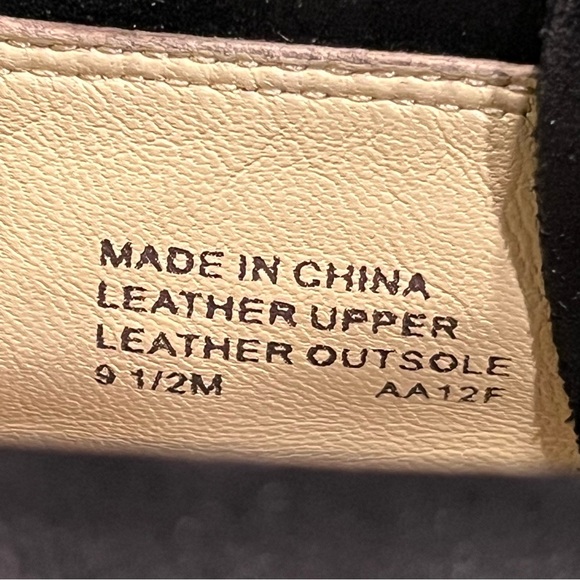 MADE IN CHINA
LEATHER UPPER
LEATHER OUTSOLE
9 1/2M AA12F